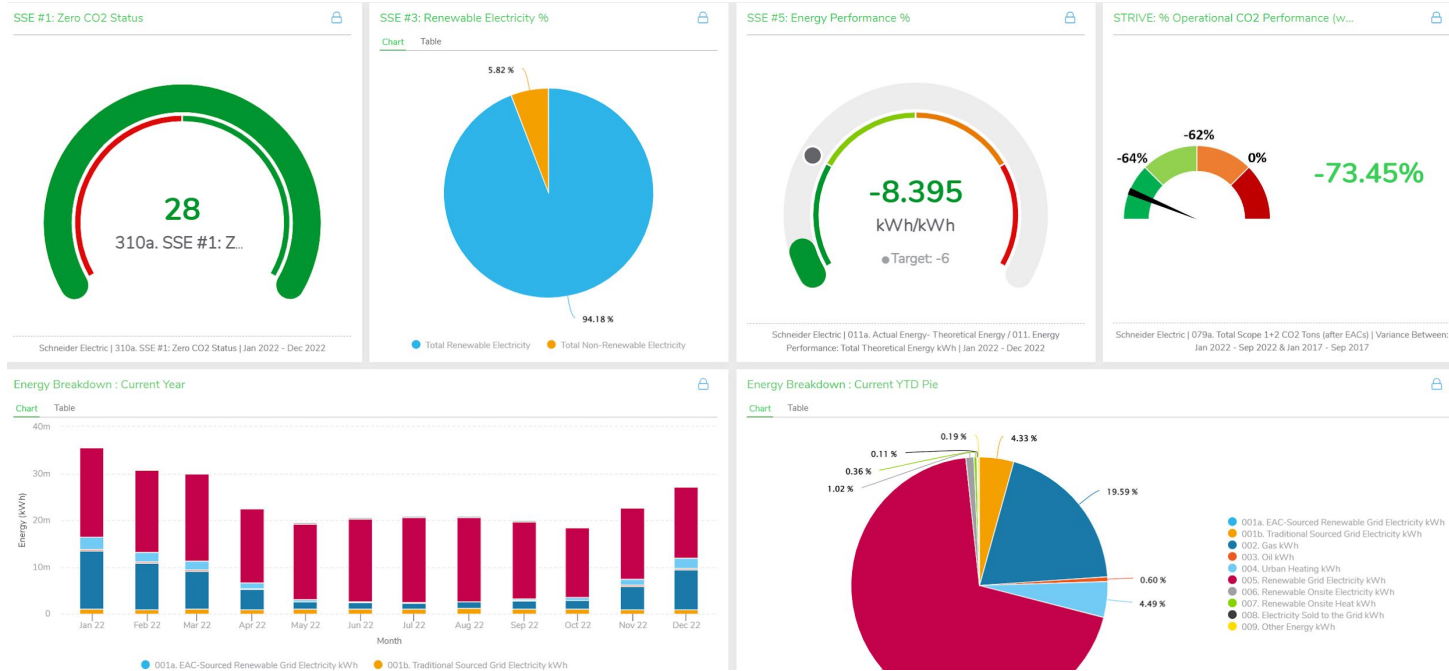 SSE #1: Zero CO2 Status
28
310a. SSE #1: Z...
Schneider Electric | 310a. SSE #1: Zero CO2 Status | Jan 2022 - Dec 2022
SSE #3: Renewable Electricity %
Chart Table
5.82 %
94.18 %
Total Renewable Electricity Total Non-Renewable Electricity
SSE #5: Energy Performance %
-8.395
kWh/kWh
Target: -6
Schneider Electric | 011a. Actual Energy- Theoretical Energy / 011. Energy
Performance: Total Theoretical Energy kWh | Jan 2022 - Dec 2022
STRIVE: % Operational CO2 Performance (w...
-64%
-62%
0%
-73.45%
Schneider Electric | 079a. Total Scope 1+2 CO2 Tons (after EACs) | Variance Between:
Jan 2022 - Sep 2022 & Jan 2017 - Sep 2017
Energy Breakdown : Current Year
Chart Table
Energy (kWh)
40m
30m
20m
10m
0
Jan 22 Feb 22 Mar 22 Apr 22 May 22 Jun 22 Jul 22 Aug 22 Sep 22 Oct 22 Nov 22 Dec 22
Month
001a. EAC-Sourced Renewable Grid Electricity kWh 001b. Traditional Sourced Grid Electricity kWh
Energy Breakdown : Current YTD Pie
Chart Table
0.19 %
4.33 %
0.11 %
0.36 %
1.02 %
19.59 %
0.60 %
4.49 %
001a. EAC-Sourced Renewable Grid Electricity kWh
001b. Traditional Sourced Grid Electricity kWh
002. Gas kWh
003. Oil kWh
004. Urban Heating kWh
005. Renewable Grid Electricity kWh
006. Renewable Onsite Electricity kWh
007. Renewable Onsite Heat kWh
008. Electricity Sold to the Grid kWh
009. Other Energy kWh